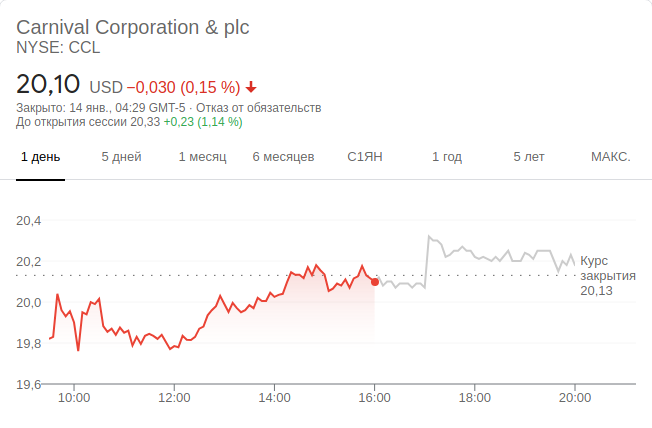 Carnival Corporation & plc
NYSE: CCL
20,10 USD −0,030 (0,15 %)
Закрыто: 14 янв., 04:29 GMT-5 · Отказ от обязательств
До открытия сессии 20,33 +0,23 (1,14 %)
1 день 5 дней 1 месяц 6 месяцев С1ЯН 1 год 5 лет МАКС.
20,4
20,2
20,0
19,8
19,6
Курс
закрытия
20,13
10:00 12:00 14:00 16:00 18:00 20:00